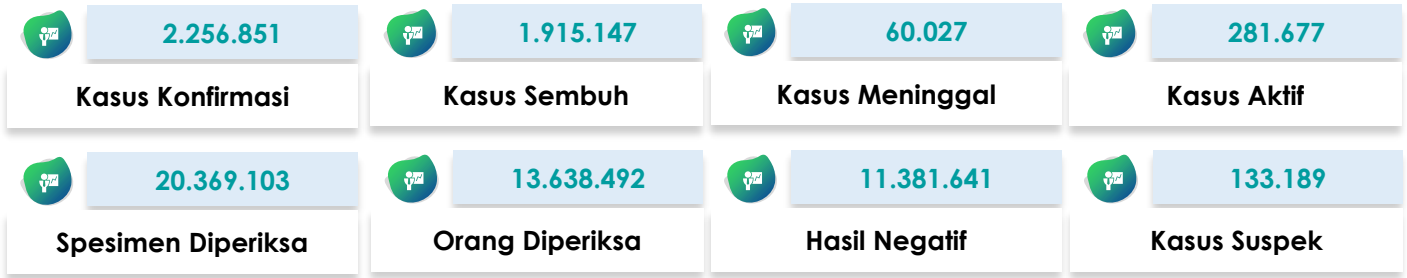 2.256.851
Kasus Konfirmasi
1.915.147
Kasus Sembuh
60.027
Kasus Meninggal
281.677
Kasus Aktif
20.369.103
Spesimen Diperiksa
13.638.492
Orang Diperiksa
11.381.641
Hasil Negatif
133.189
Kasus Suspek